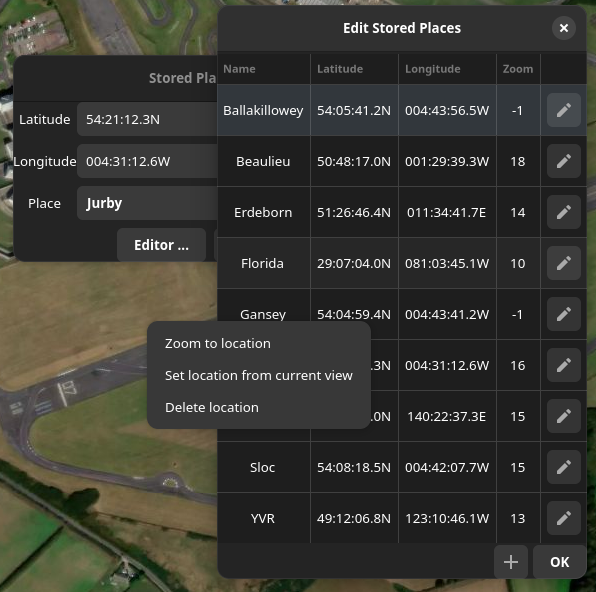 Edit Stored Places
Stored Pla
Name Latitude Longitude Zoom
Ballakillowey 54:05:41.2N 004:43:56.5W -1
Latitude 54:21:12.3N
Beaulieu 50:48:17.0N 001:29:39.3W 18
Longitude 004:31:12.6W
Place Jurby
Erdeborn 51:26:46.4N 011:34:41.7E 14
Editor ...
Florida 29:07:04.0N 081:03:45.1W 10
Gansey 54:04:59.4N 004:43:41.2W -1
Zoom to location
.3N 004:31:12.6W 16
Set location from current view
Delete location
.0N 140:22:37.3E 15
Sloc 54:08:18.5N 004:42:07.7W 15
YVR 49:12:06.8N 123:10:46.1W 13
OK